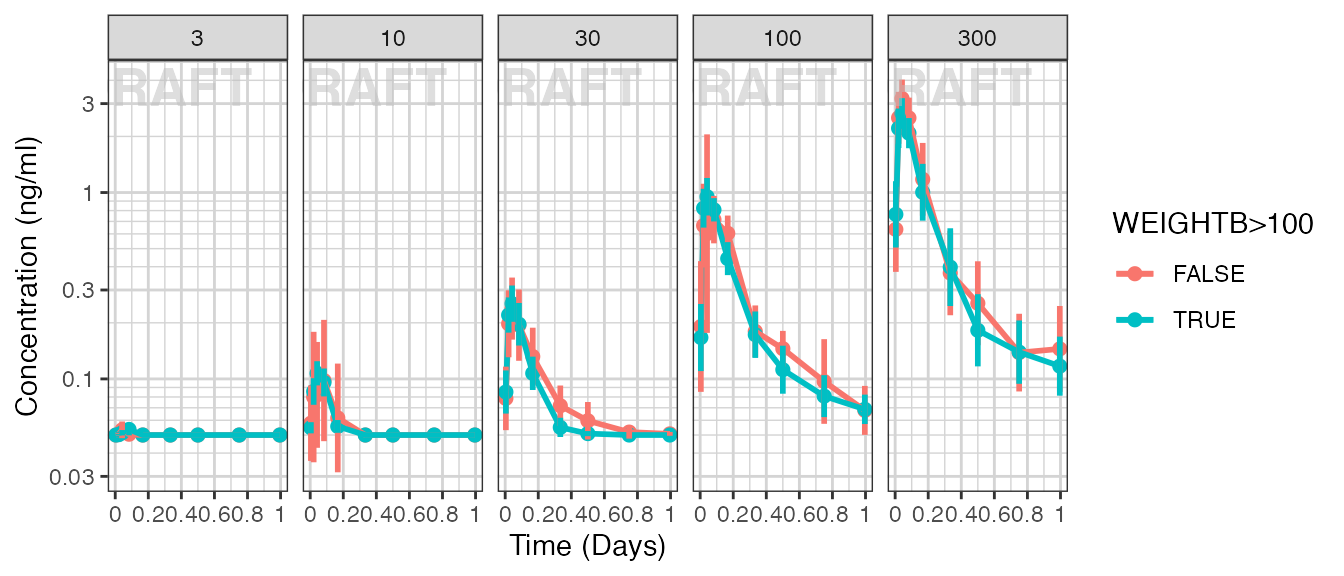 3 10 30 100 300
RAFT RAFT RAFT RAFT RAFT
Concentration (ng/ml)
3
1
0.3
0.1
0.03
0 0.20.40.60.8 1 0 0.20.40.60.8 1 0 0.20.40.60.8 1 0 0.20.40.60.8 1 0 0.20.40.60.8 1
Time (Days)
WEIGHTB>100
FALSE
TRUE